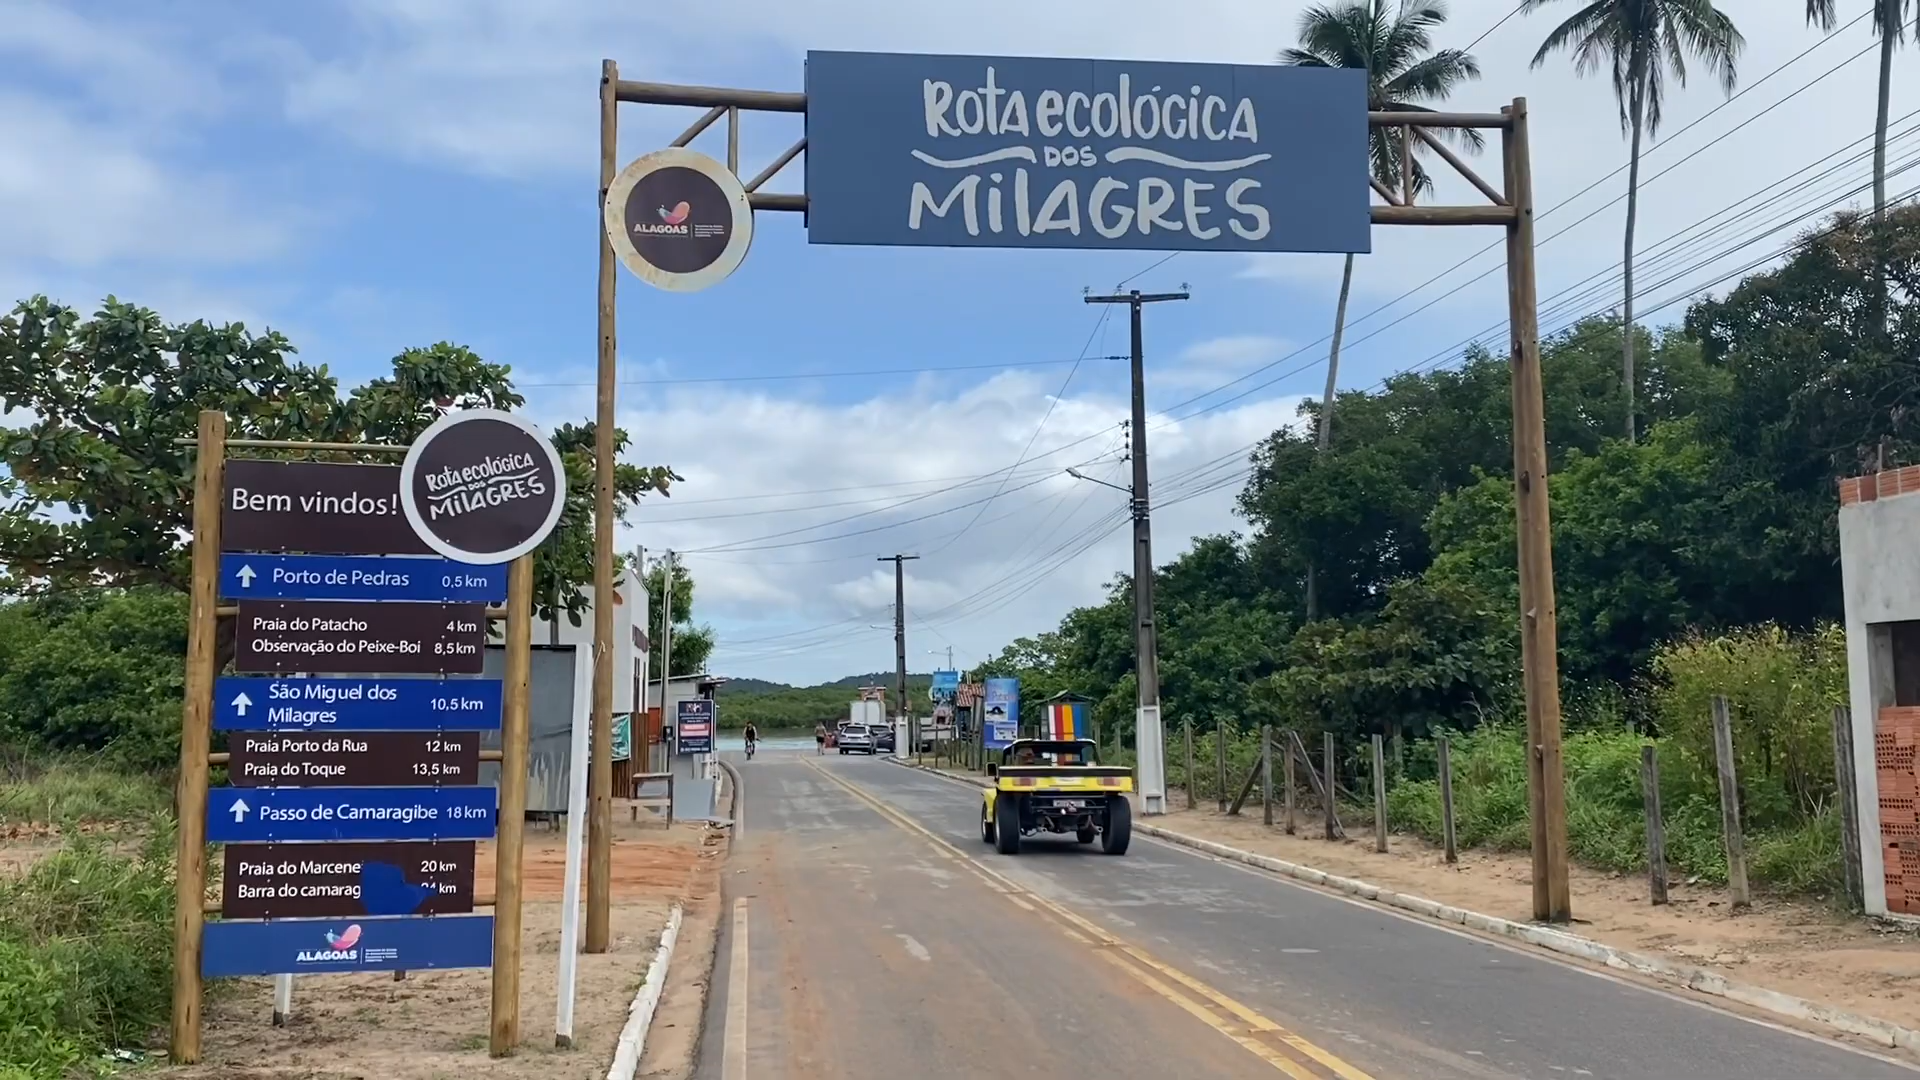 Rota ecológica
dos
Milagres
ALAGOAS
Bem vindos!
Rota ecológica
dos
Milagres
Porto de Pedras 0,5 km
Praia do Patacho 4 km
Observação do Peixe-Boi 8,5 km
São Miguel dos
Milagres 10,5 km
Praia Porto da Rua 12 km
Praia do Toque 13,5 km
Passo de Camaragibe 18 km
Praia do Marcene 20 km
Barra do camarag km
ALAGOAS